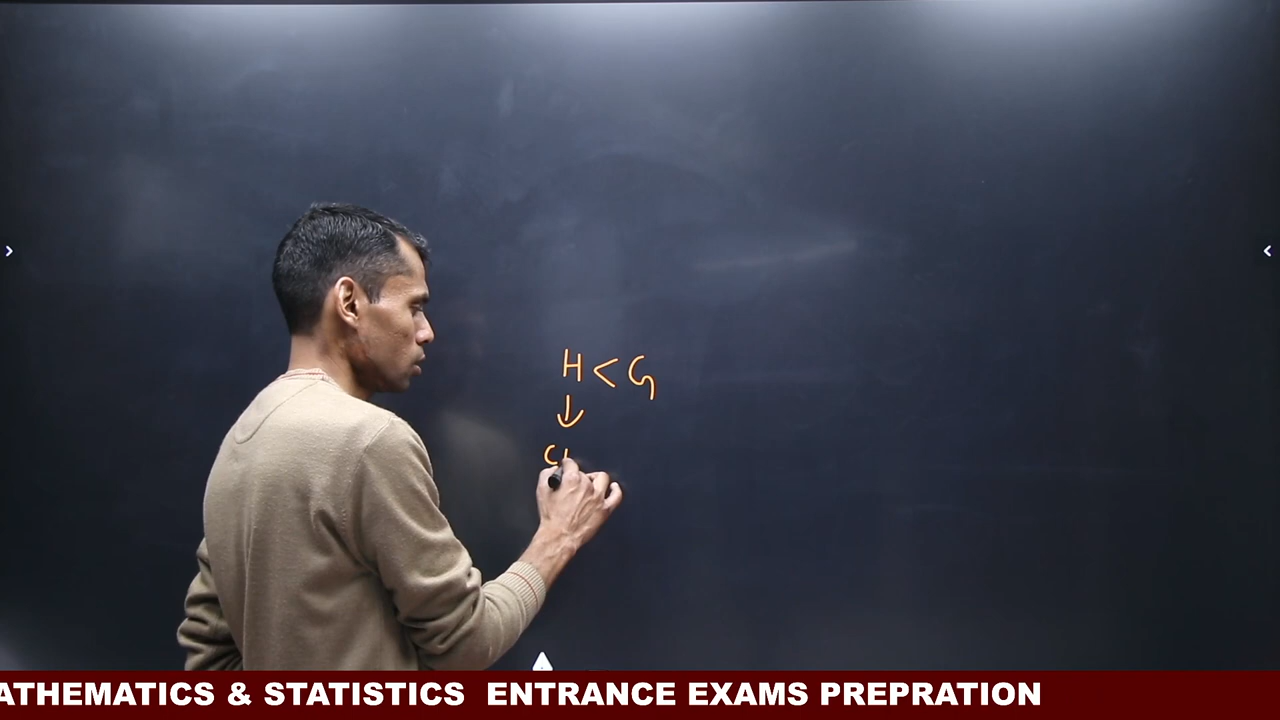 H < G
↓
ATHEMATICS & STATISTICS ENTRANCE EXAMS PREPRATION